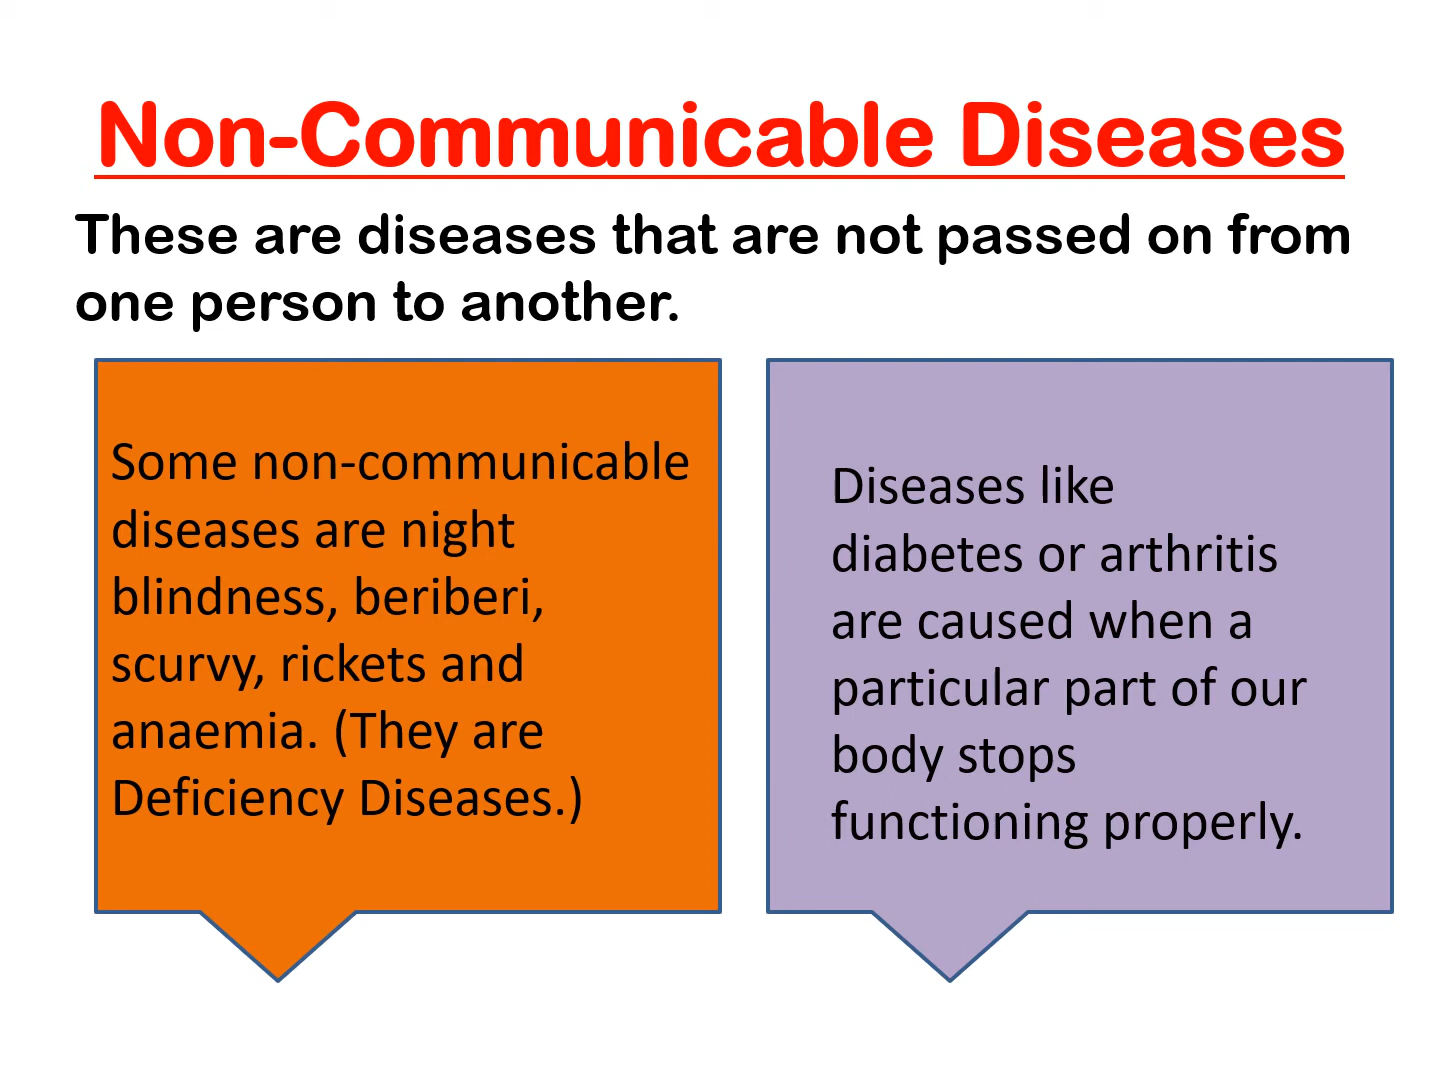 Non-Communicable Diseases
These are diseases that are not passed on from
one person to another.
Some non-communicable
diseases are night
blindness, beriberi,
scurvy, rickets and
anaemia. (They are
Deficiency Diseases.)
Diseases like
diabetes or arthritis
are caused when a
particular part of our
body stops
functioning properly.